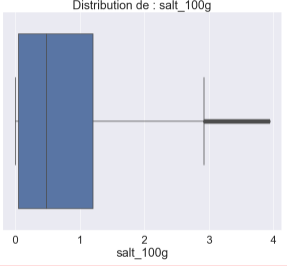 Distribution de : salt_100g
0 1 2 3 4
salt_100g